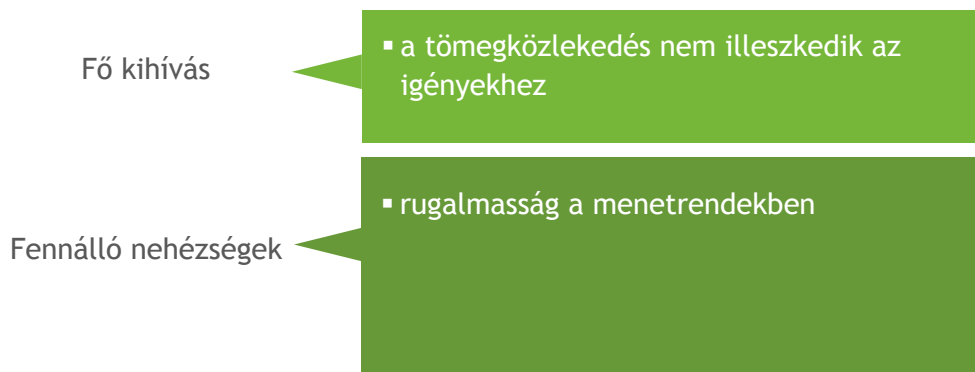 Fő kihívás
▪ a tömegközlekedés nem illeszkedik az
igényekhez
Fennálló nehézségek
▪ rugalmasság a menetrendekben